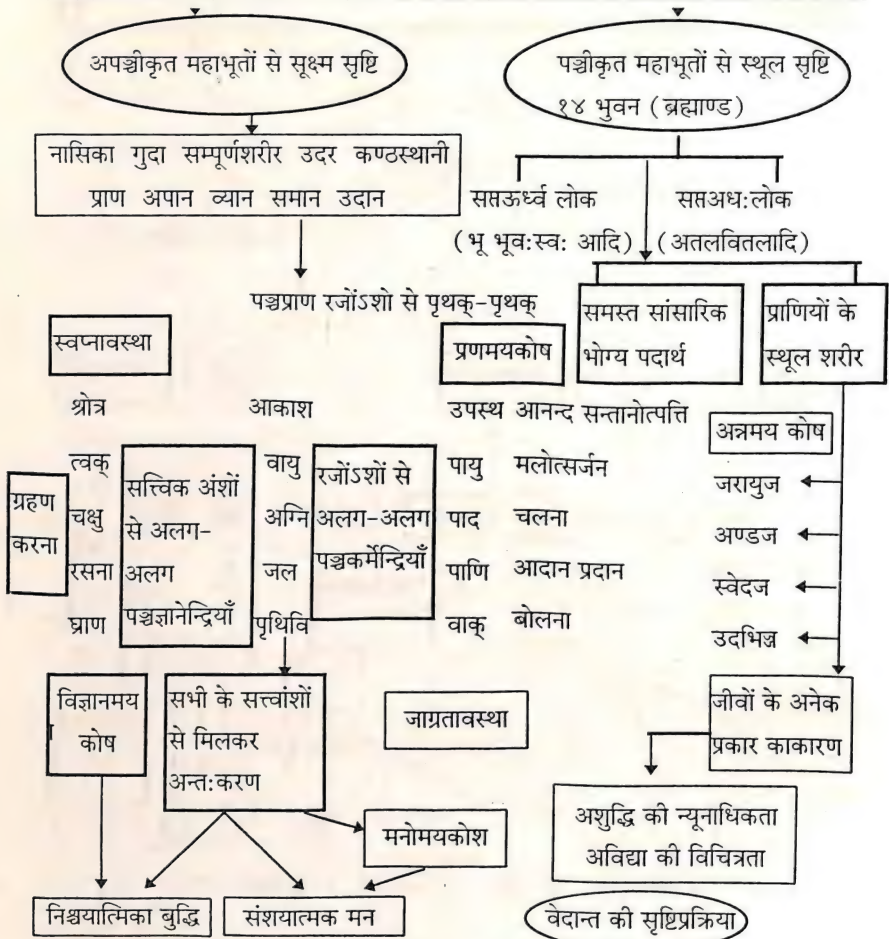 अपञ्चीकृत महाभूतों से सूक्ष्म सृष्टि
पञ्चीकृत महाभूतों से स्थूल सृष्टि
१४ भुवन ( ब्रह्माण्ड )
नासिका गुदा सम्पूर्णशरीर उदर कण्ठस्थानी
प्राण अपान व्यान समान उदान
सप्तऊर्ध्व लोक
( भू भूवःस्वः आदि)
सप्तअधःलोक
(अतलवितलादि)
पञ्चप्राण रजोंऽशो से पृथक्-पृथक्
समस्त सांसारिक
भोग्य पदार्थ
प्राणियों के
स्थूल शरीर
स्वप्नावस्था
प्रणमयकोष
ग्रहण
करना
श्रोत्र
त्वक्
चक्षु
रसना
घ्राण
सत्त्विक अंशों
से अलग-
अलग
पञ्चज्ञानेन्द्रियाँ
आकाश
वायु
अग्नि
जल
पृथिवि
रजोंऽशों से
अलग-अलग
पञ्चकर्मेन्द्रियाँ
उपस्थ आनन्द सन्तानोत्पत्ति
पायु मलोत्सर्जन
पाद चलना
पाणि आदान प्रदान
वाक् बोलना
अन्नमय कोष
जरायुज
अण्डज
स्वेदज
उदभिज्ज
विज्ञानमय
कोष
सभी के सत्त्वांशों
से मिलकर
अन्तःकरण
जाग्रतावस्था
जीवों के अनेक
प्रकार काकारण
मनोमयकोश
अशुद्धि की न्यूनाधिकता
अविद्या की विचित्रता
निश्चयात्मिका बुद्धि
संशयात्मक मन
वेदान्त की सृष्टिप्रक्रिया